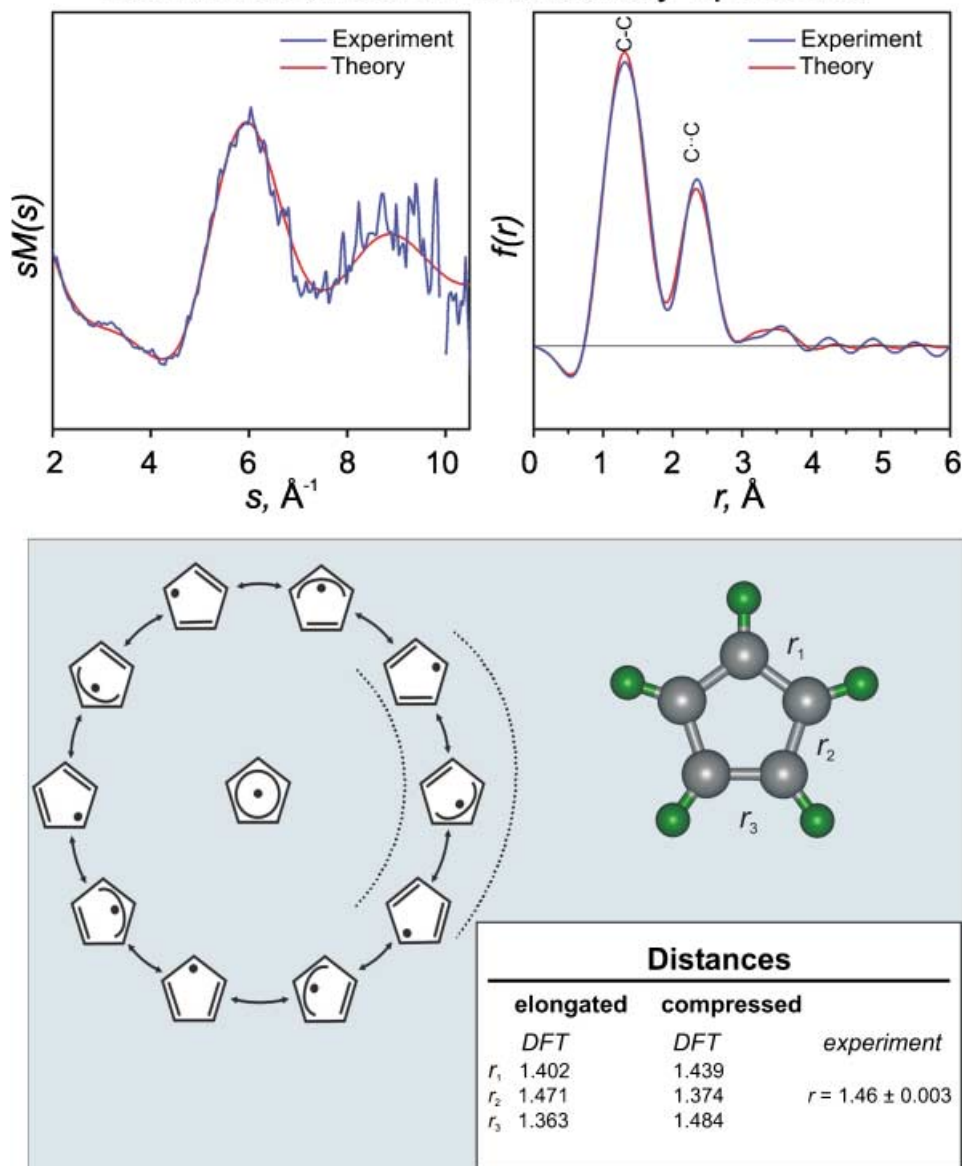 Experiment
Theory
sM(s)
2 4 6 8 10
s, Å⁻¹
C-C
C··C
Experiment
Theory
f(r)
0 1 2 3 4 5 6
r, Å
r₁
r₂
r₃
Distances
elongated compressed
DFT DFT experiment
r₁ 1.402 1.439
r₂ 1.471 1.374 r = 1.46 ± 0.003
r₃ 1.363 1.484